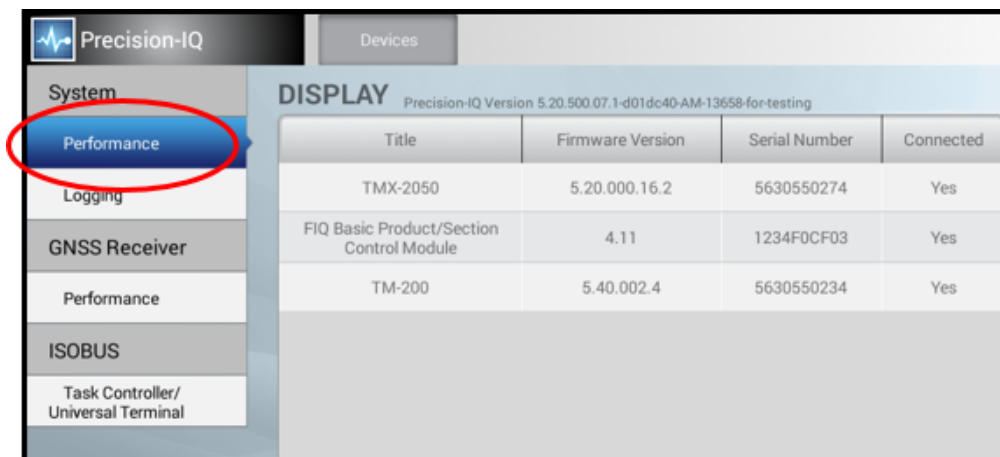 Precision-IQ
Devices
System
Performance
Logging
GNSS Receiver
Performance
ISOBUS
Task Controller/
Universal Terminal
DISPLAY Precision-IQ Version 5.20.500.07.1-d01dc40-AM-13658-for-testing
Title Firmware Version Serial Number Connected
TMX-2050 5.20.000.16.2 5630550274 Yes
FIQ Basic Product/Section
Control Module 4.11 1234F0CF03 Yes
TM-200 5.40.002.4 5630550234 Yes